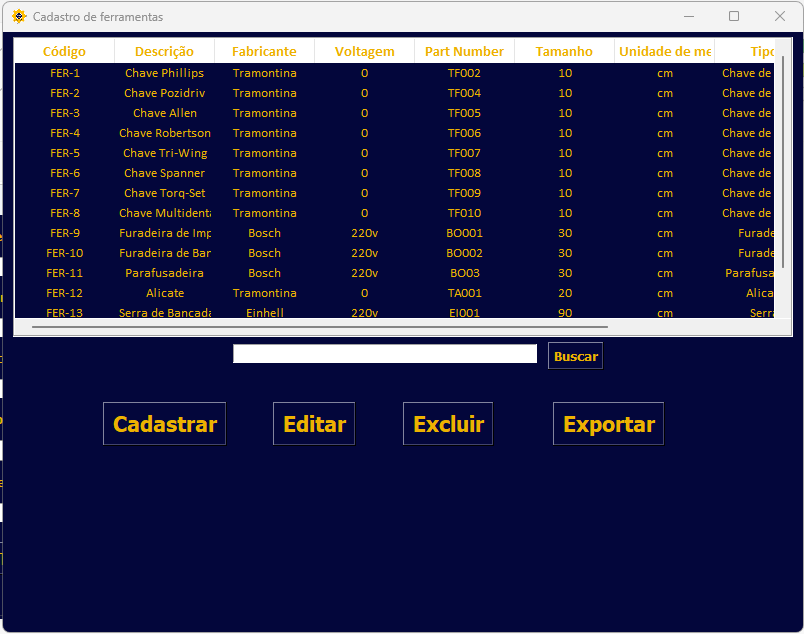 Cadastro de ferramentas
Código Descrição Fabricante Voltagem Part Number Tamanho Unidade de me Tipo
FER-1 Chave Phillips Tramontina 0 TF002 10 cm Chave de
FER-2 Chave Pozidriv Tramontina 0 TF004 10 cm Chave de
FER-3 Chave Allen Tramontina 0 TF005 10 cm Chave de
FER-4 Chave Robertson Tramontina 0 TF006 10 cm Chave de
FER-5 Chave Tri-Wing Tramontina 0 TF007 10 cm Chave de
FER-6 Chave Spanner Tramontina 0 TF008 10 cm Chave de
FER-7 Chave Torq-Set Tramontina 0 TF009 10 cm Chave de
FER-8 Chave Multidenta Tramontina 0 TF010 10 cm Chave de
FER-9 Furadeira de Imp Bosch 220v BO001 30 cm Furade
FER-10 Furadeira de Ban Bosch 220v BO002 30 cm Furade
FER-11 Parafusadeira Bosch 220v BO03 30 cm Parafusa
FER-12 Alicate Tramontina 0 TA001 20 cm Alica
FER-13 Serra de Bancada Einhell 220v EI001 90 cm Serra
Buscar
Cadastrar Editar Excluir Exportar